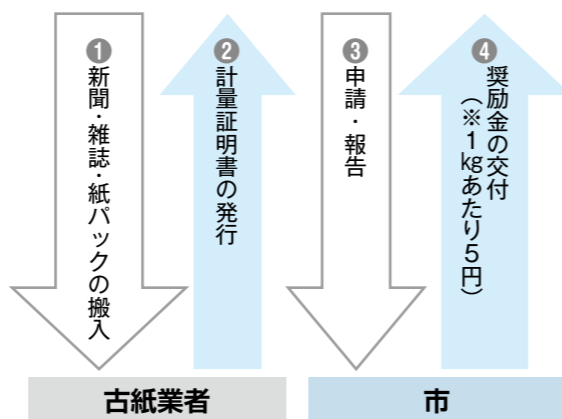 ❶新聞・雑誌・紙パックの搬入
❷計量証明書の発行
❸申請・報告
❹奨励金の交付
（※１㎏あたり５円）
古紙業者
市